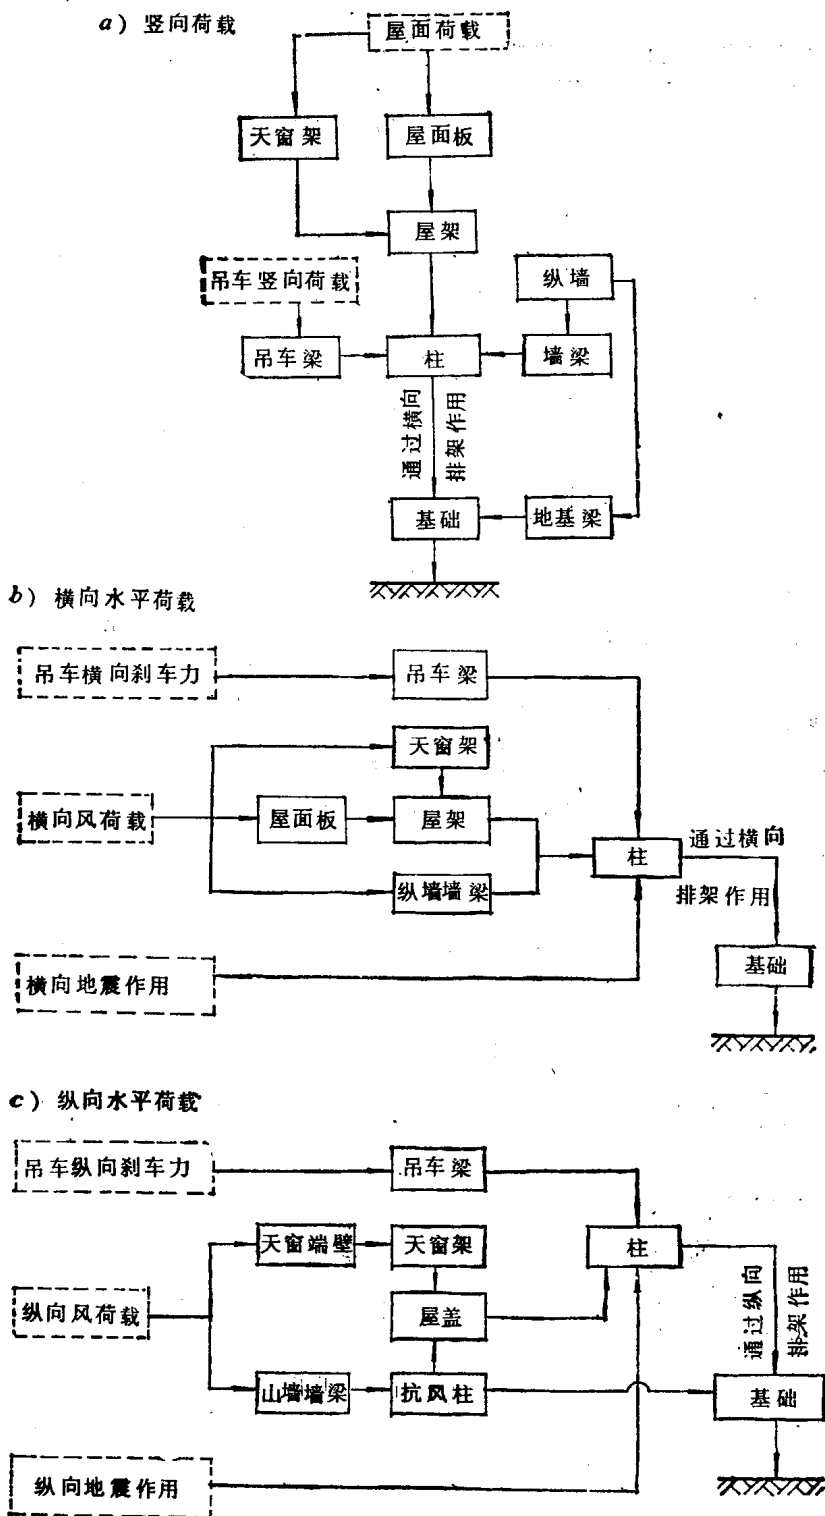 a) 竖向荷载
屋面荷载
天窗架
屋面板
屋架
吊车竖向荷载
纵墙
吊车梁
柱
墙梁
通过横向
排架作用
基础
地基梁
b) 横向水平荷载
吊车横向刹车力
吊车梁
天窗架
横向风荷载
屋面板
屋架
柱
通过横向
排架作用
纵墙墙梁
横向地震作用
基础
c) 纵向水平荷载
吊车纵向刹车力
吊车梁
天窗端壁
天窗架
柱
纵向风荷载
屋盖
通过纵向
排架作用
山墙墙梁
抗风柱
基础
纵向地震作用